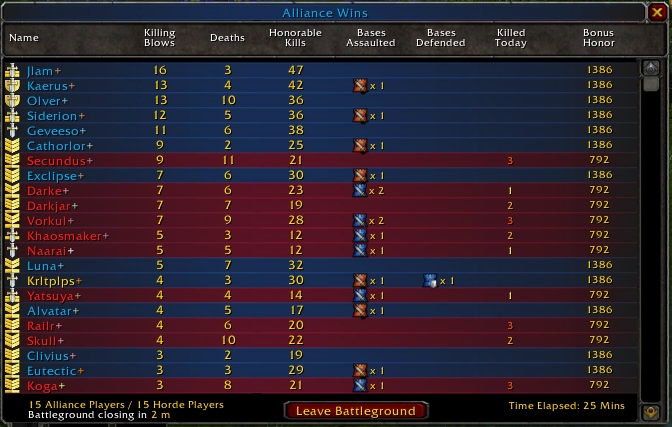 Alliance Wins
Name Killing Blows Deaths Honorable Kills Bases Assaulted Bases Defended Killed Today Bonus Honor
Jlam+ 16 3 47 1386
Kaerus+ 13 4 42 x 1 1386
Olver+ 13 10 36 1386
Siderion+ 12 5 36 x 1 1386
Geveeso+ 11 6 38 1386
Cathorlor+ 9 2 25 x 1 1386
Secundus+ 9 11 21 3 792
Exclipse+ 7 6 30 x 1 1386
Darke+ 7 6 23 x 2 1 792
Darkjar+ 7 7 19 2 792
Vorkul+ 7 9 28 x 2 3 792
Khaosmaker+ 5 3 12 x 1 2 792
Naarai+ 5 5 12 x 1 1 792
Luna+ 5 7 32 1386
Krltplps+ 4 3 30 x 1 x 1 1386
Yatsuya+ 4 4 14 x 1 1 792
Alvatar+ 4 5 17 x 1 1386
Railr+ 4 6 20 3 792
Skull+ 4 10 22 2 792
Clivius+ 3 2 19 1386
Eutectic+ 3 3 29 x 1 1386
Koga+ 3 8 21 x 1 3 792
15 Alliance Players / 15 Horde Players
Battleground closing in 2 m
Leave Battleground
Time Elapsed: 25 Mins